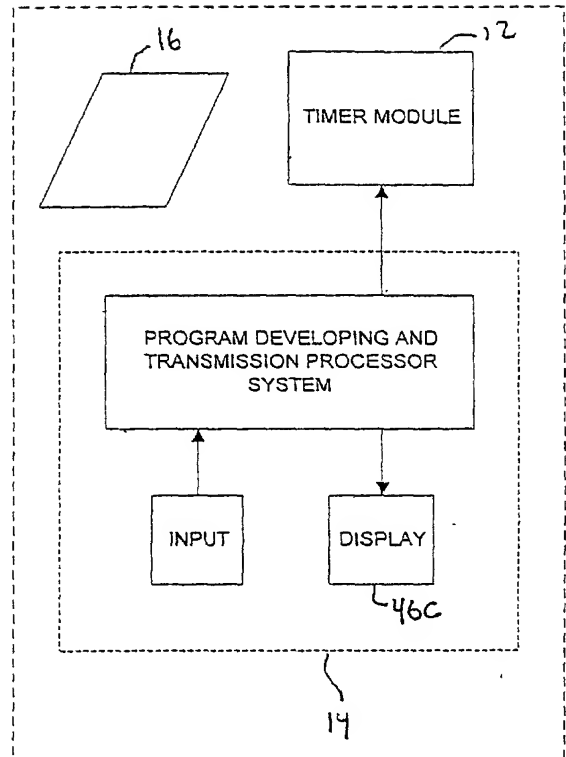 16
12
TIMER MODULE
PROGRAM DEVELOPING AND
TRANSMISSION PROCESSOR
SYSTEM
INPUT
DISPLAY
46C
14